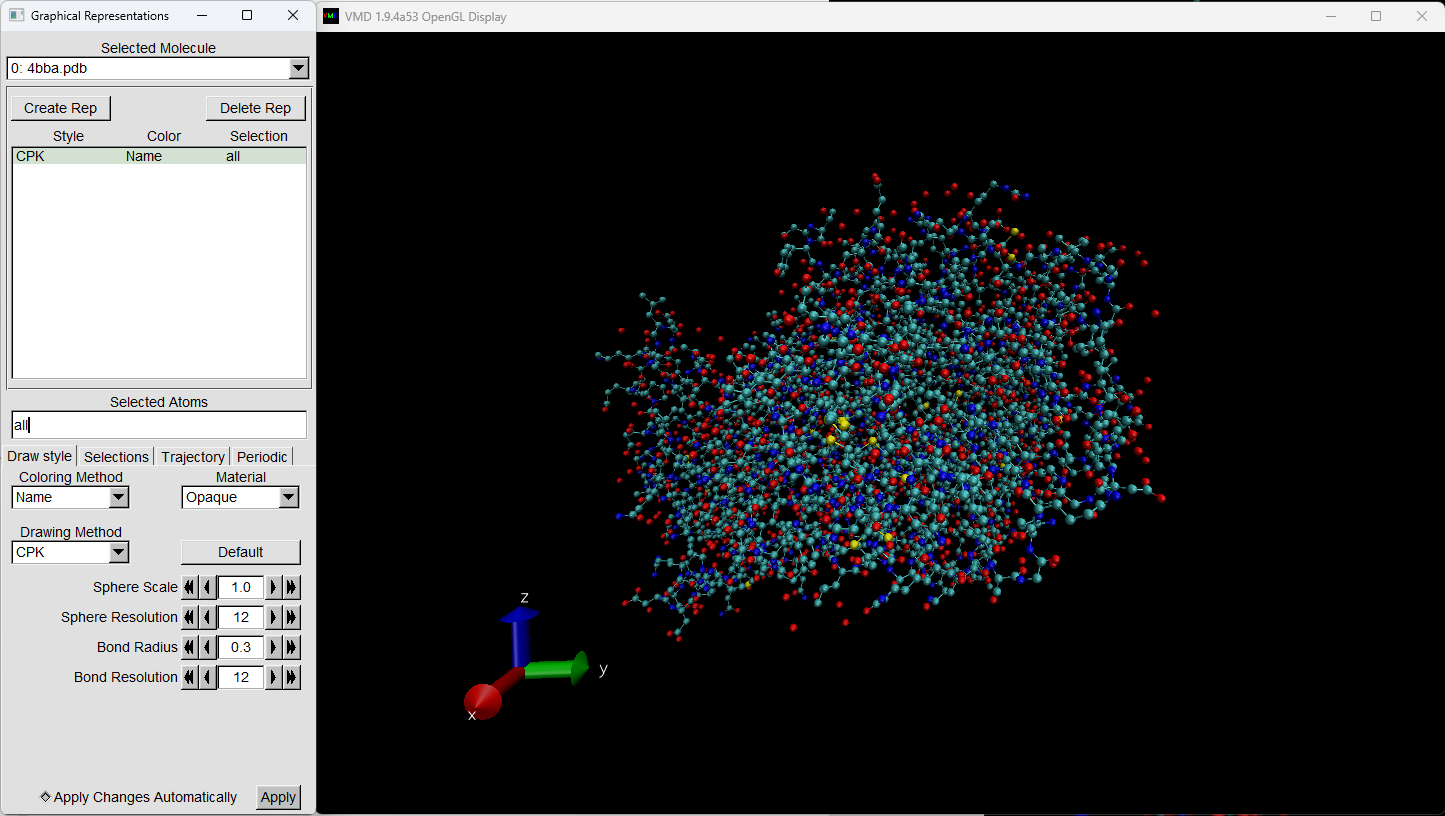 Graphical Representations
VMD 1.9.4a53 OpenGL Display
Selected Molecule
0: 4bba.pdb
Create Rep Delete Rep
Style Color Selection
CPK Name all
Selected Atoms
all
Draw style Selections Trajectory Periodic
Coloring Method Material
Name Opaque
Drawing Method
CPK Default
Sphere Scale 1.0
Sphere Resolution 12
Bond Radius 0.3
Bond Resolution 12
Apply Changes Automatically Apply
z
y
x